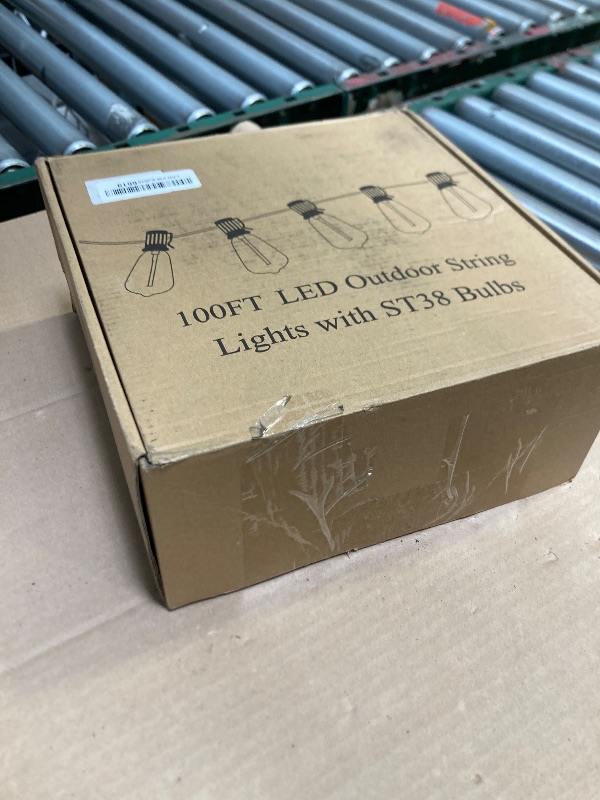 100FT LED Outdoor String
Lights with ST38 Bulbs